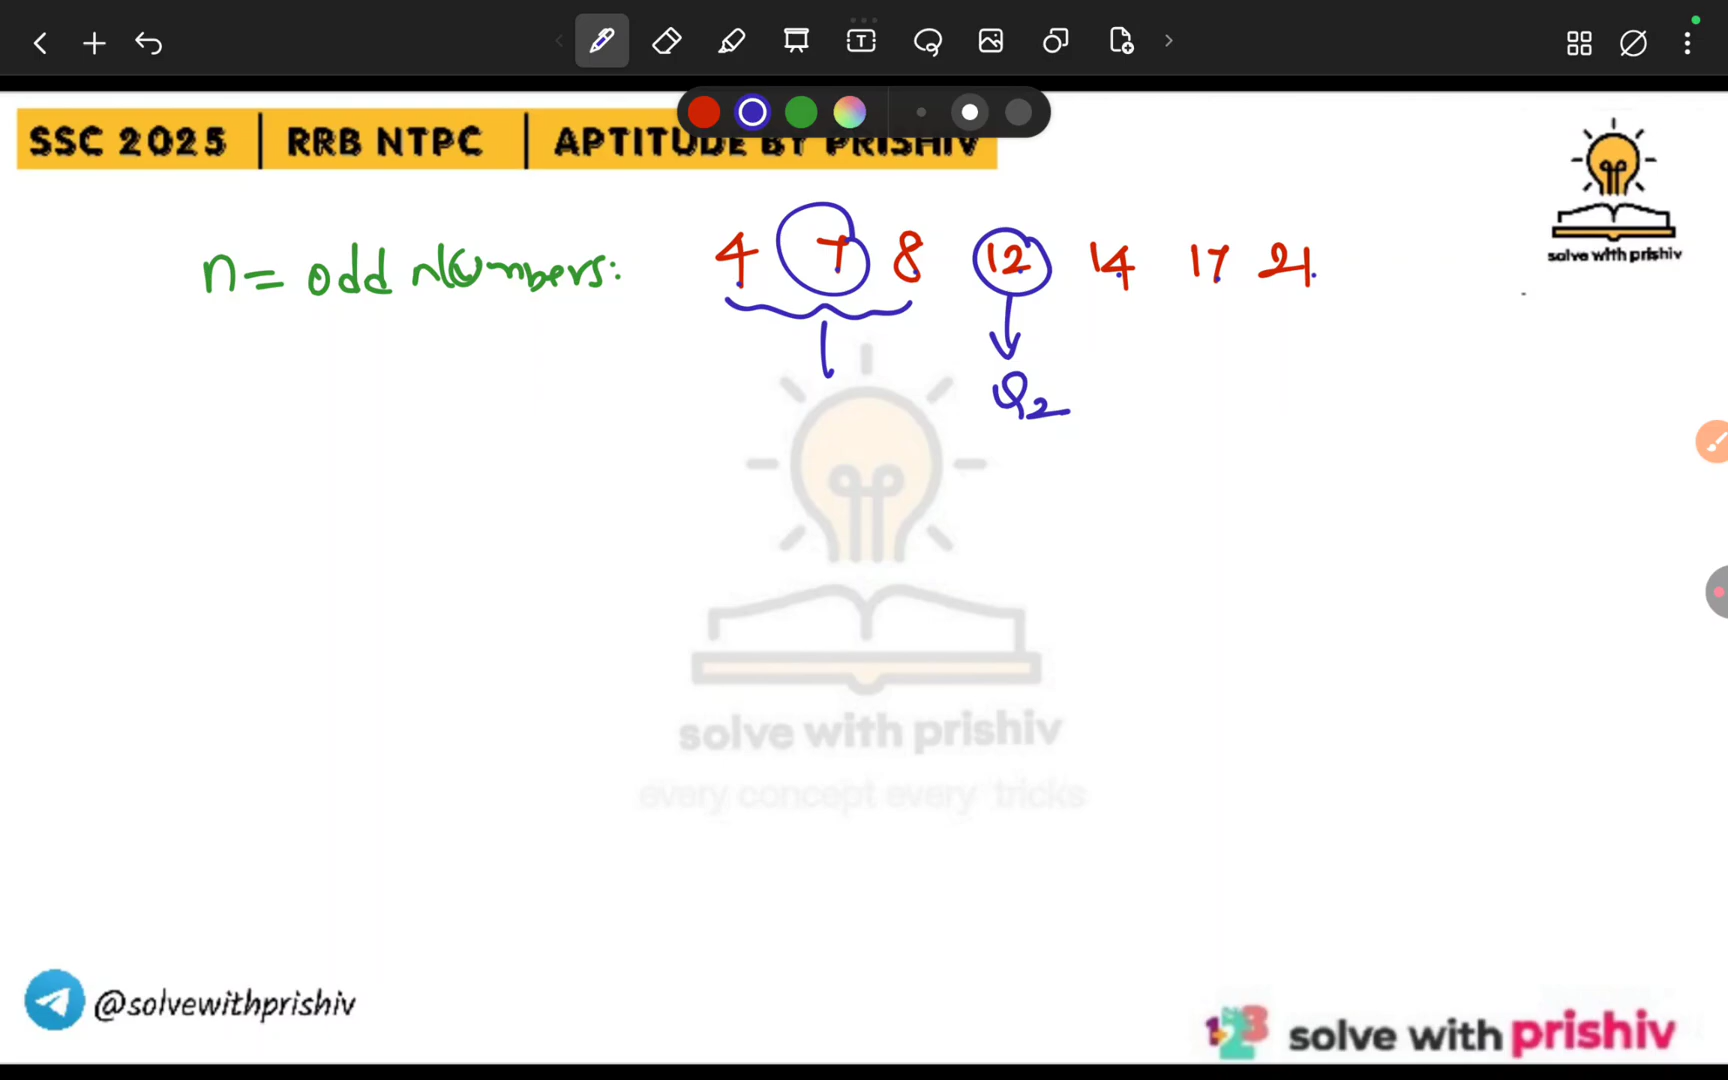 SSC 2025 | RRB NTPC | APTITUDE BY PRISHIV
solve with prishiv
n = odd numbers: 4 7 8 12 14 17 21
Q2
solve with prishiv
every concept every tricks
@solvewithprishiv
123 solve with prishiv